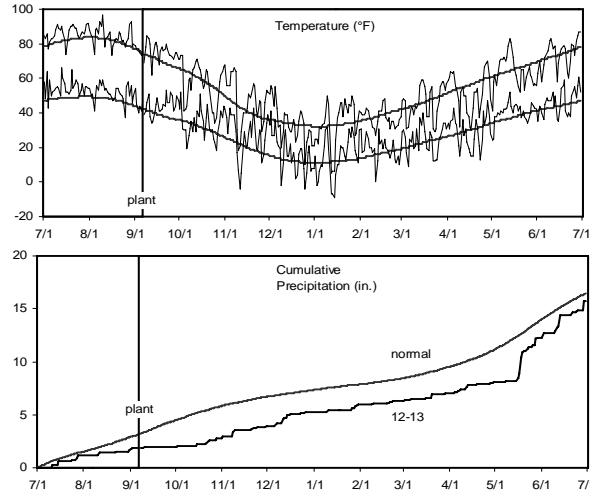 Temperature (°F)
100
80
60
40
20
0
-20
plant
7/1 8/1 9/1 10/1 11/1 12/1 1/1 2/1 3/1 4/1 5/1 6/1 7/1
Cumulative
Precipitation (in.)
20
15
10
5
0
normal
plant
12-13
7/1 8/1 9/1 10/1 11/1 12/1 1/1 2/1 3/1 4/1 5/1 6/1 7/